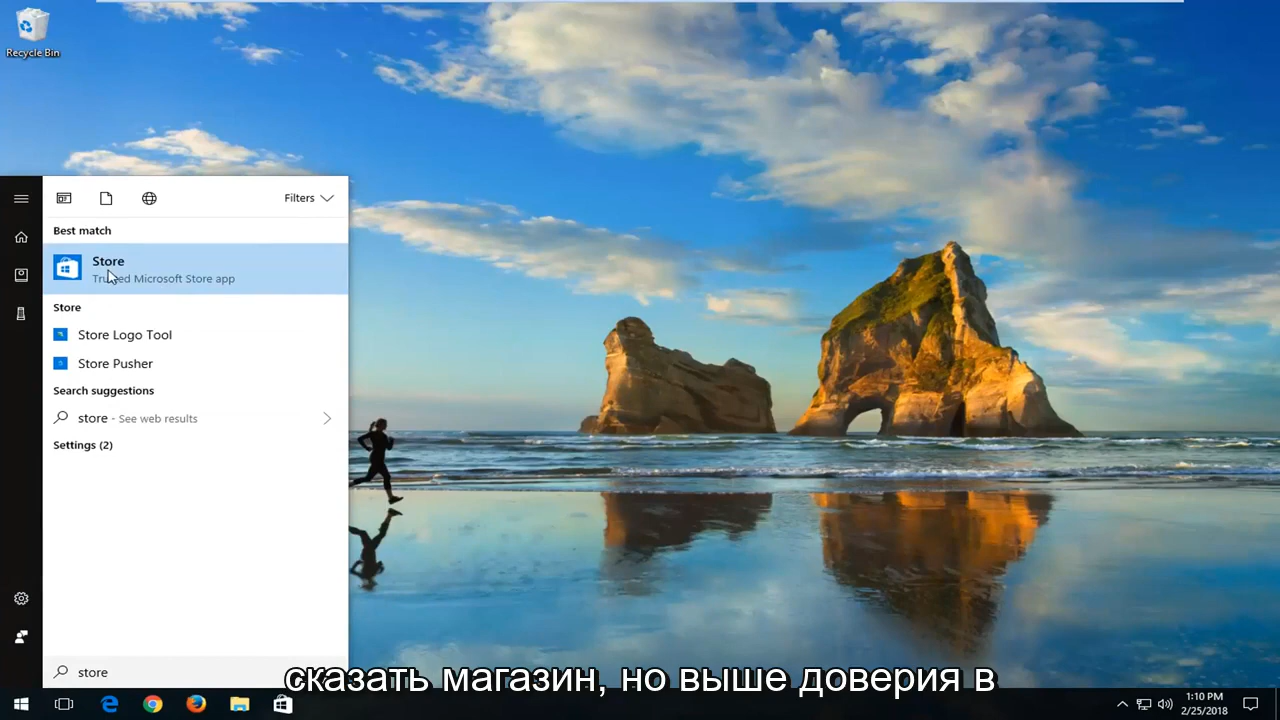 Recycle Bin
Filters
Best match
Store
Trusted Microsoft Store app
Store
Store Logo Tool
Store Pusher
Search suggestions
store - See web results
Settings (2)
store
сказать магазин, но выше доверия в
1:10 PM
2/25/2018